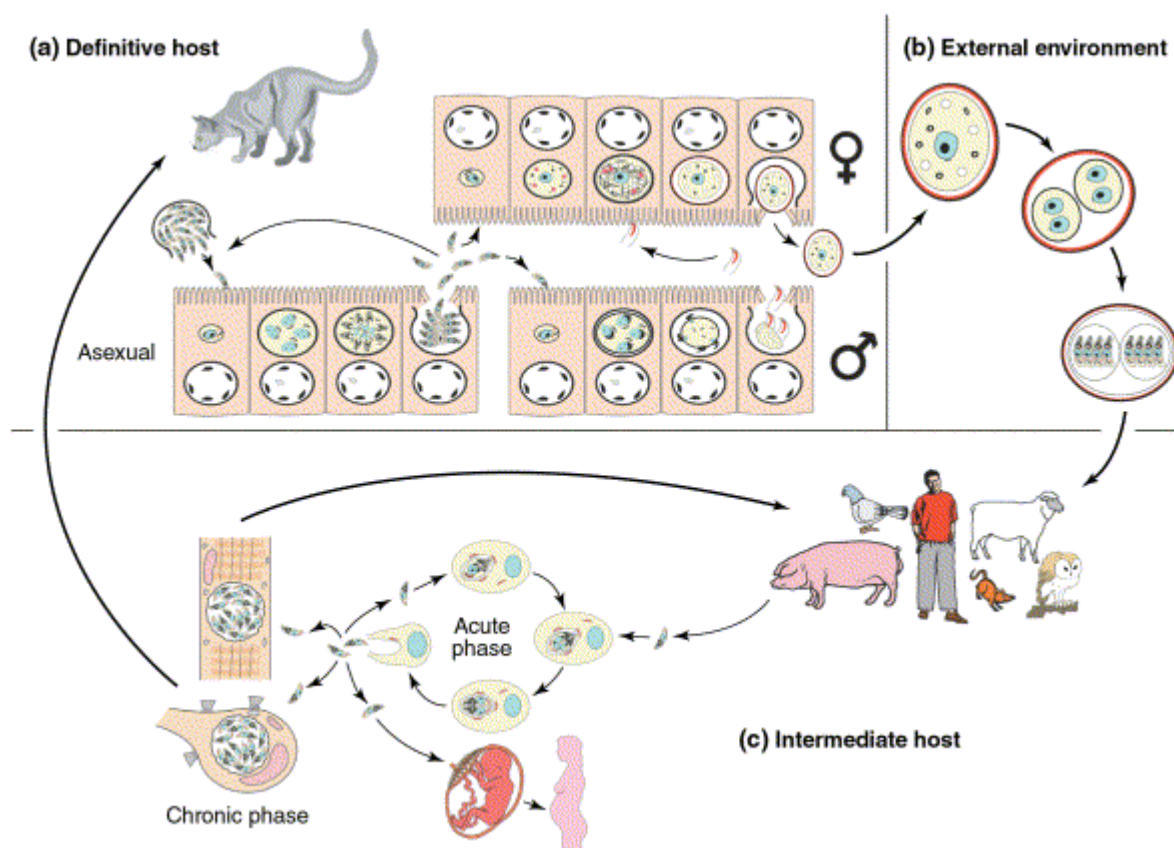 (a) Definitive host
(b) External environment
Asexual
Acute
phase
(c) Intermediate host
Chronic phase